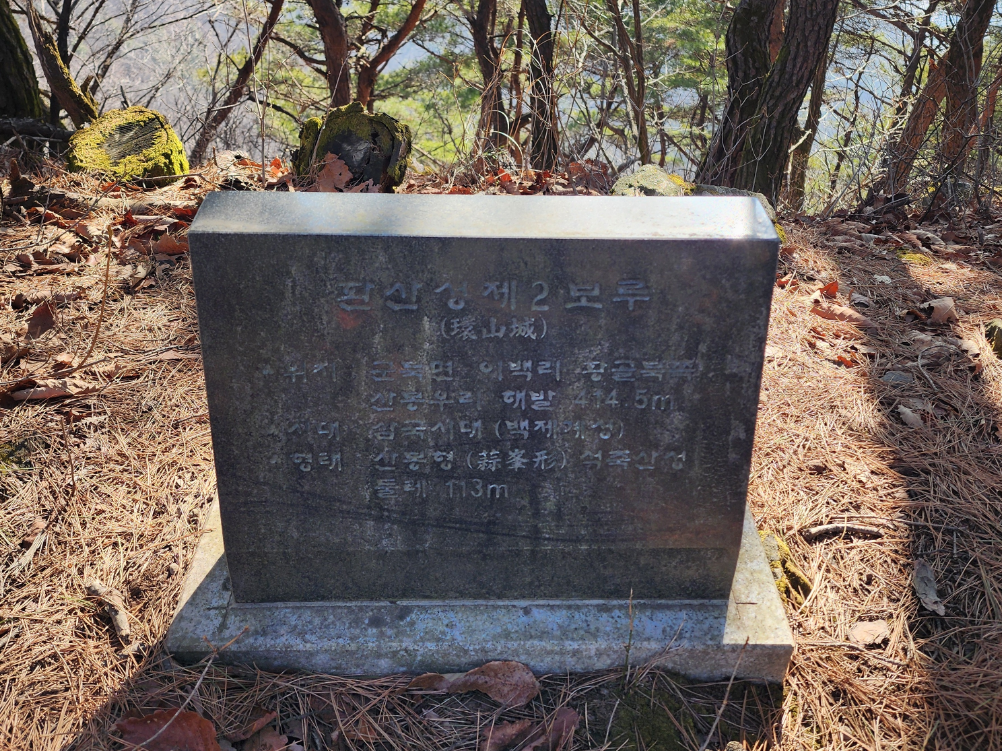 환산성제2보루
(環山城)
위치 군북면 이백리 황골
산봉우리 해발 414.5m
시대 삼국시대 (백제
형태 산봉형 (蒜峯形) 석축산성
둘레 113m